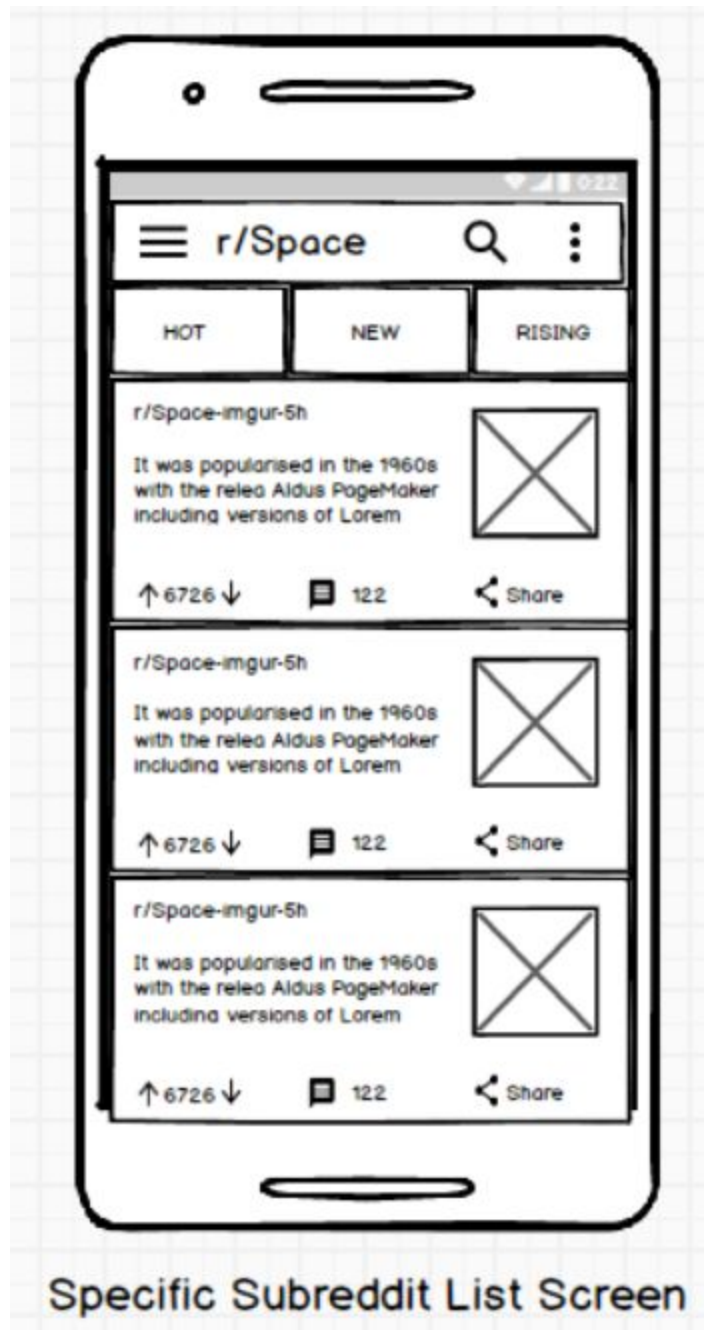 0:22
r/Space
HOT NEW RISING
r/Space-imgur-5h
It was popularised in the 1960s
with the relea Aldus PageMaker
including versions of Lorem
6726 122 Share
r/Space-imgur-5h
It was popularised in the 1960s
with the relea Aldus PageMaker
including versions of Lorem
6726 122 Share
r/Space-imgur-5h
It was popularised in the 1960s
with the relea Aldus PageMaker
including versions of Lorem
6726 122 Share
Specific Subreddit List Screen